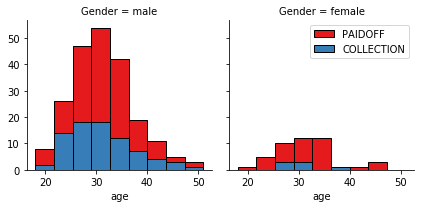 Gender = male
Gender = female
PAIDOFF
COLLECTION
50
40
30
20
10
0
20 30 40 50
20 30 40 50
age
age